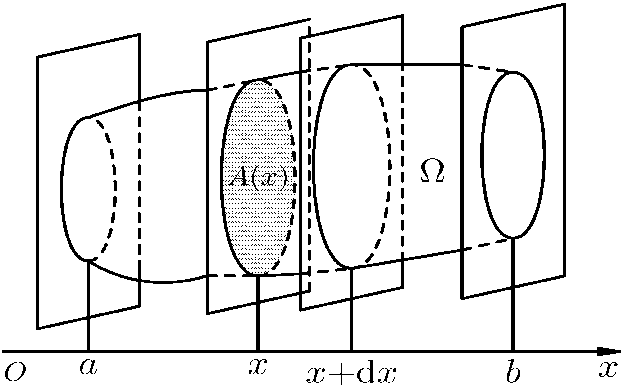 A(x)
Ω
O a x x+dx b x